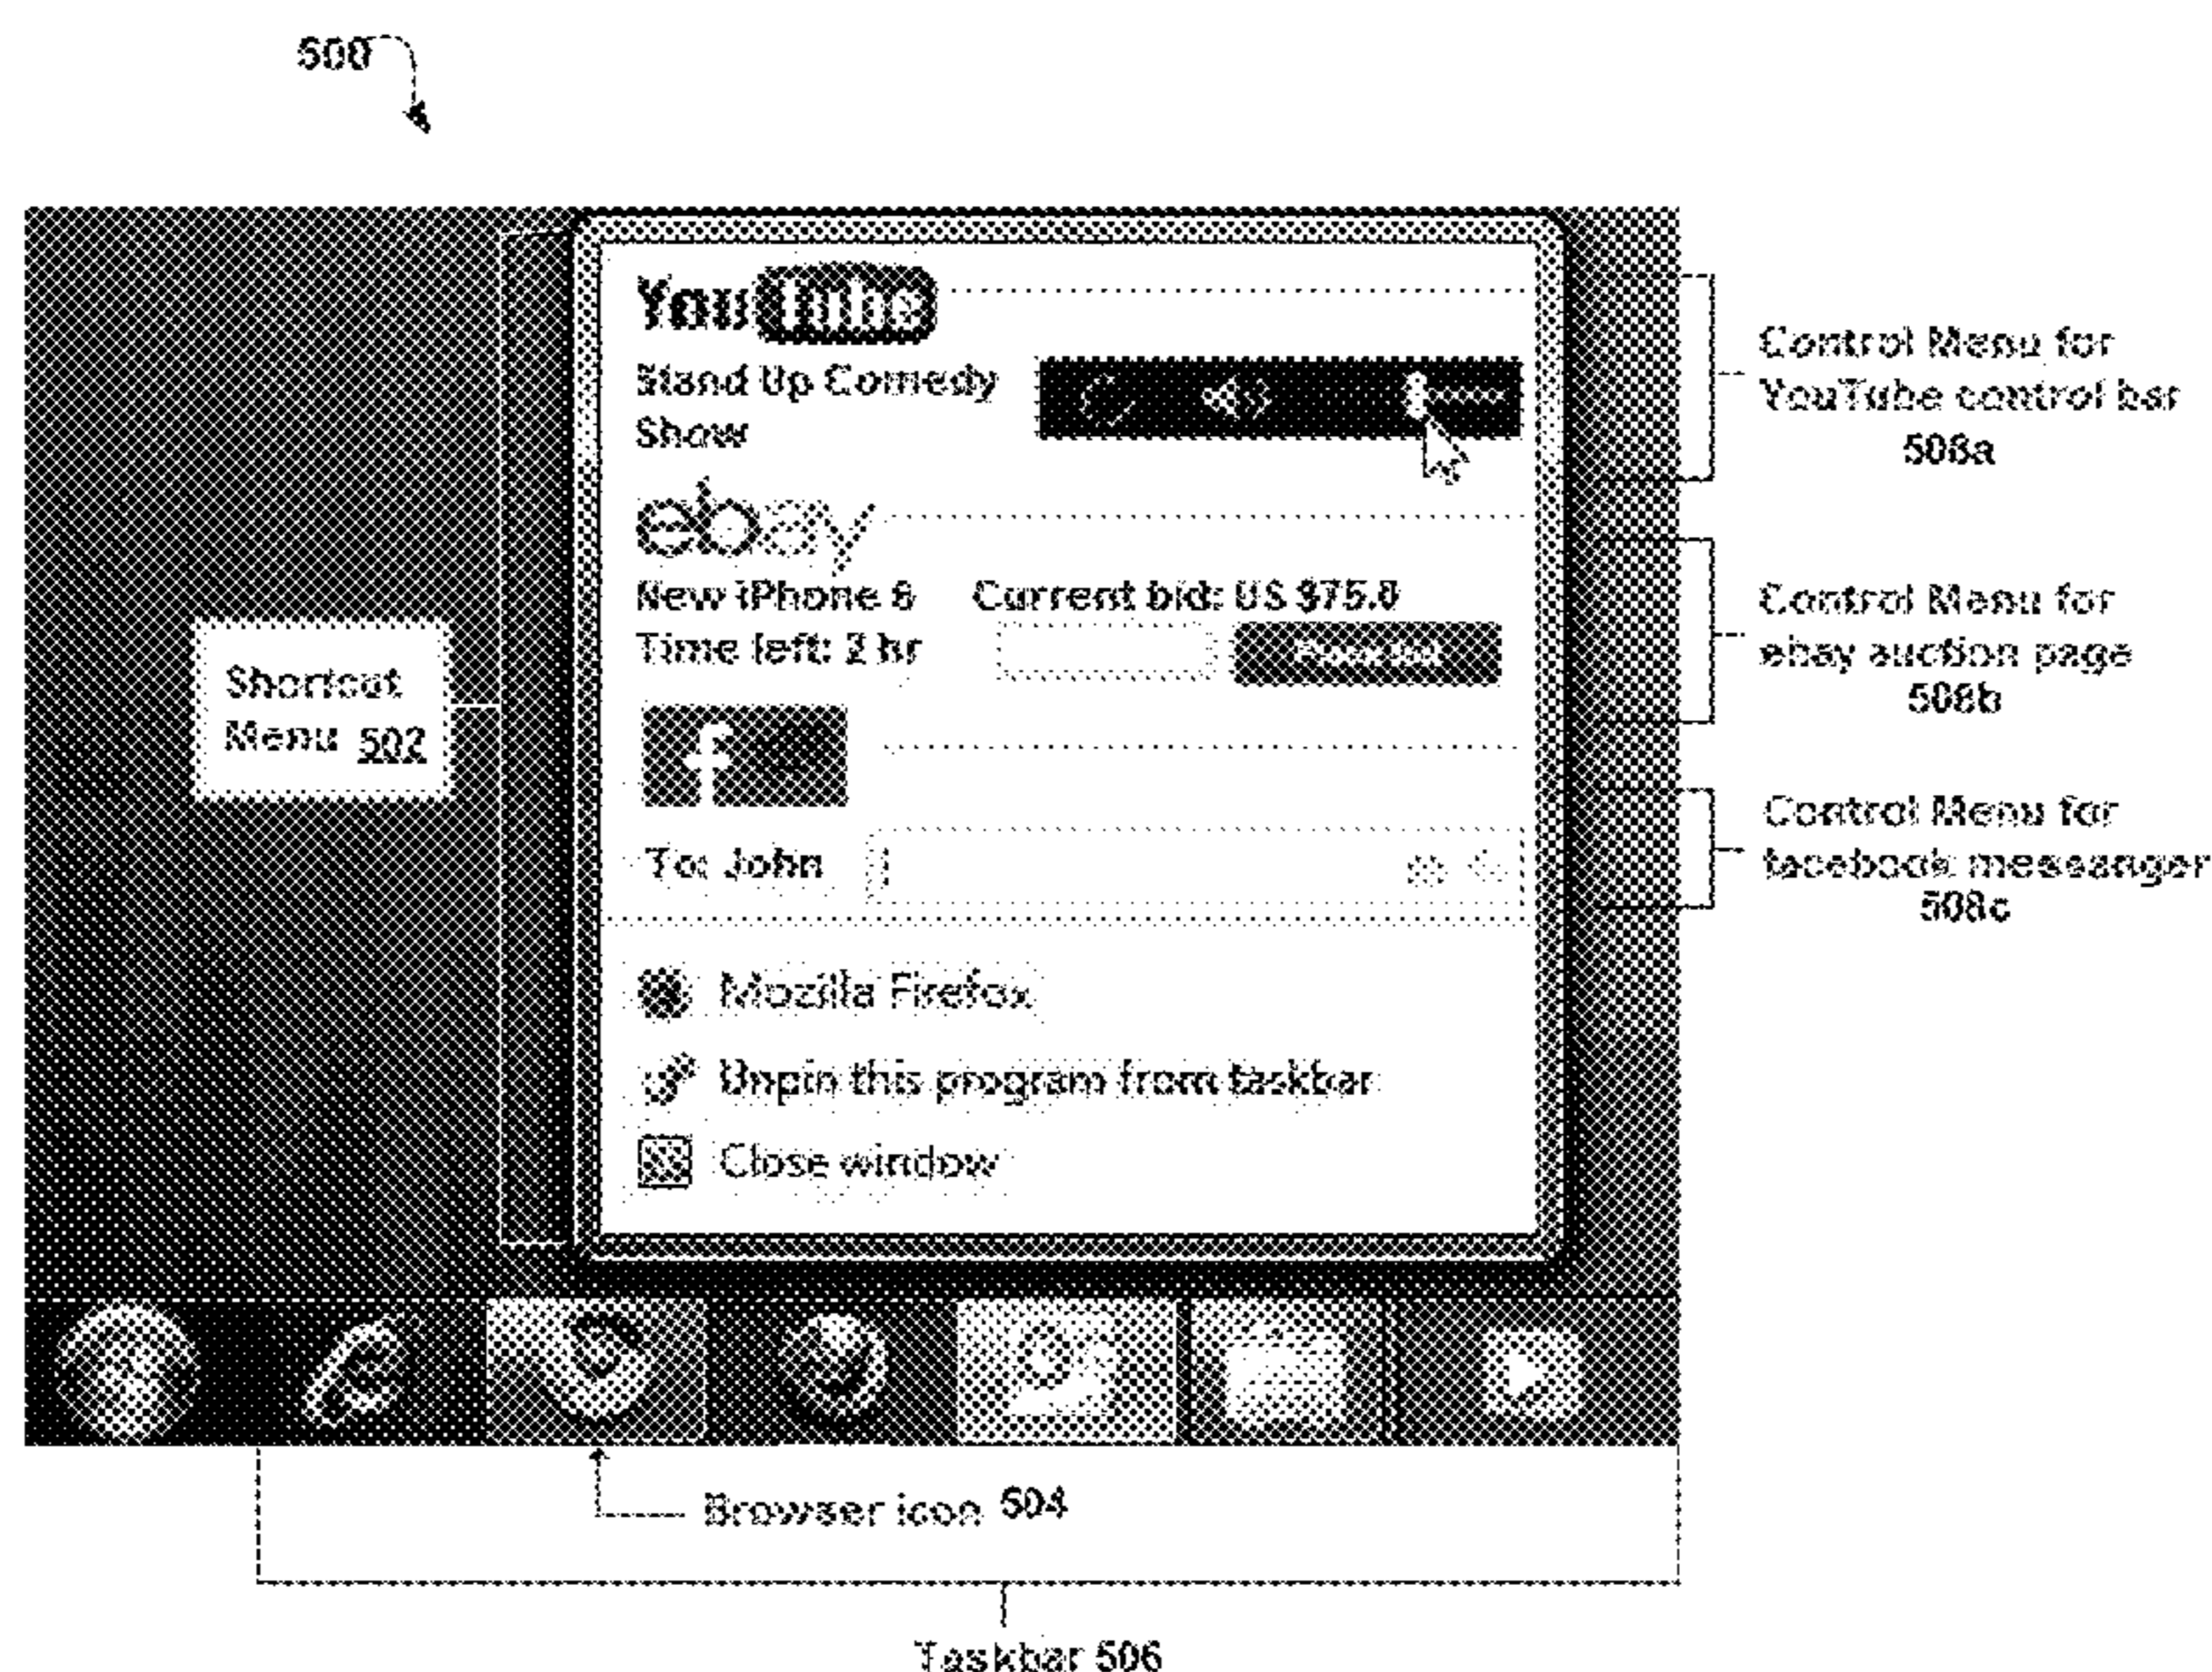 500
YouTube
Stand Up Comedy
Show
ebay
New iPhone 6 Current bid: US $75.0
Time left: 2 hr Place bid
f
To: John
Mozilla Firefox
Unpin this program from taskbar
Close window
Shortcut
Menu 502
Control Menu for
YouTube control bar
508a
Control Menu for
ebay auction page
508b
Control Menu for
facebook messanger
508c
Browser icon 504
Taskbar 506